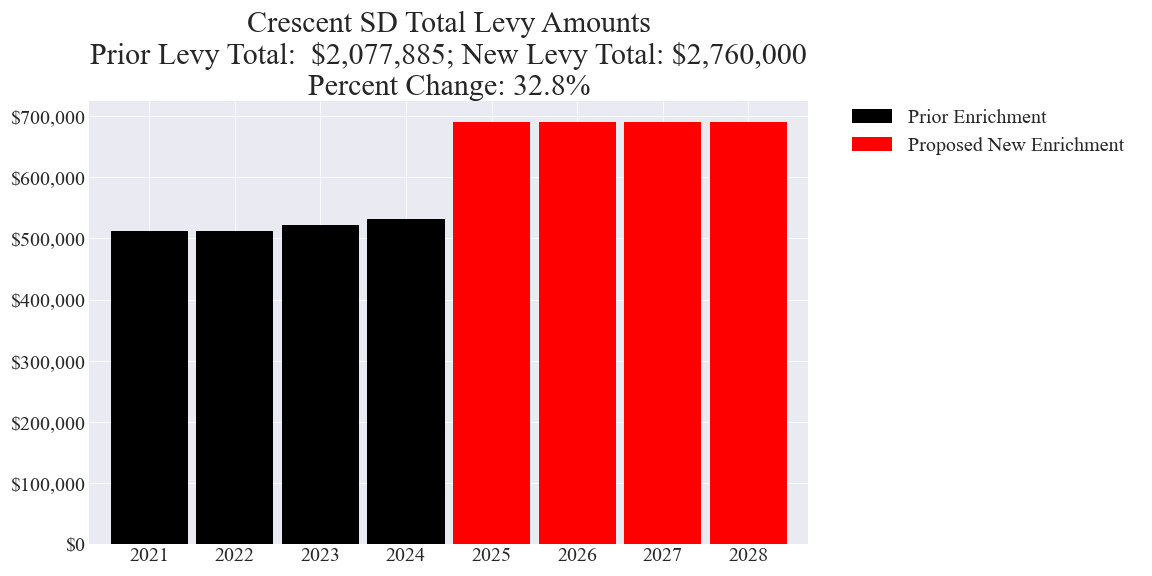 Crescent SD Total Levy Amounts
Prior Levy Total:  $2,077,885; New Levy Total: $2,760,000
Percent Change: 32.8%
$700,000
$600,000
$500,000
$400,000
$300,000
$200,000
$100,000
$0
2021 2022 2023 2024 2025 2026 2027 2028
Prior Enrichment
Proposed New Enrichment